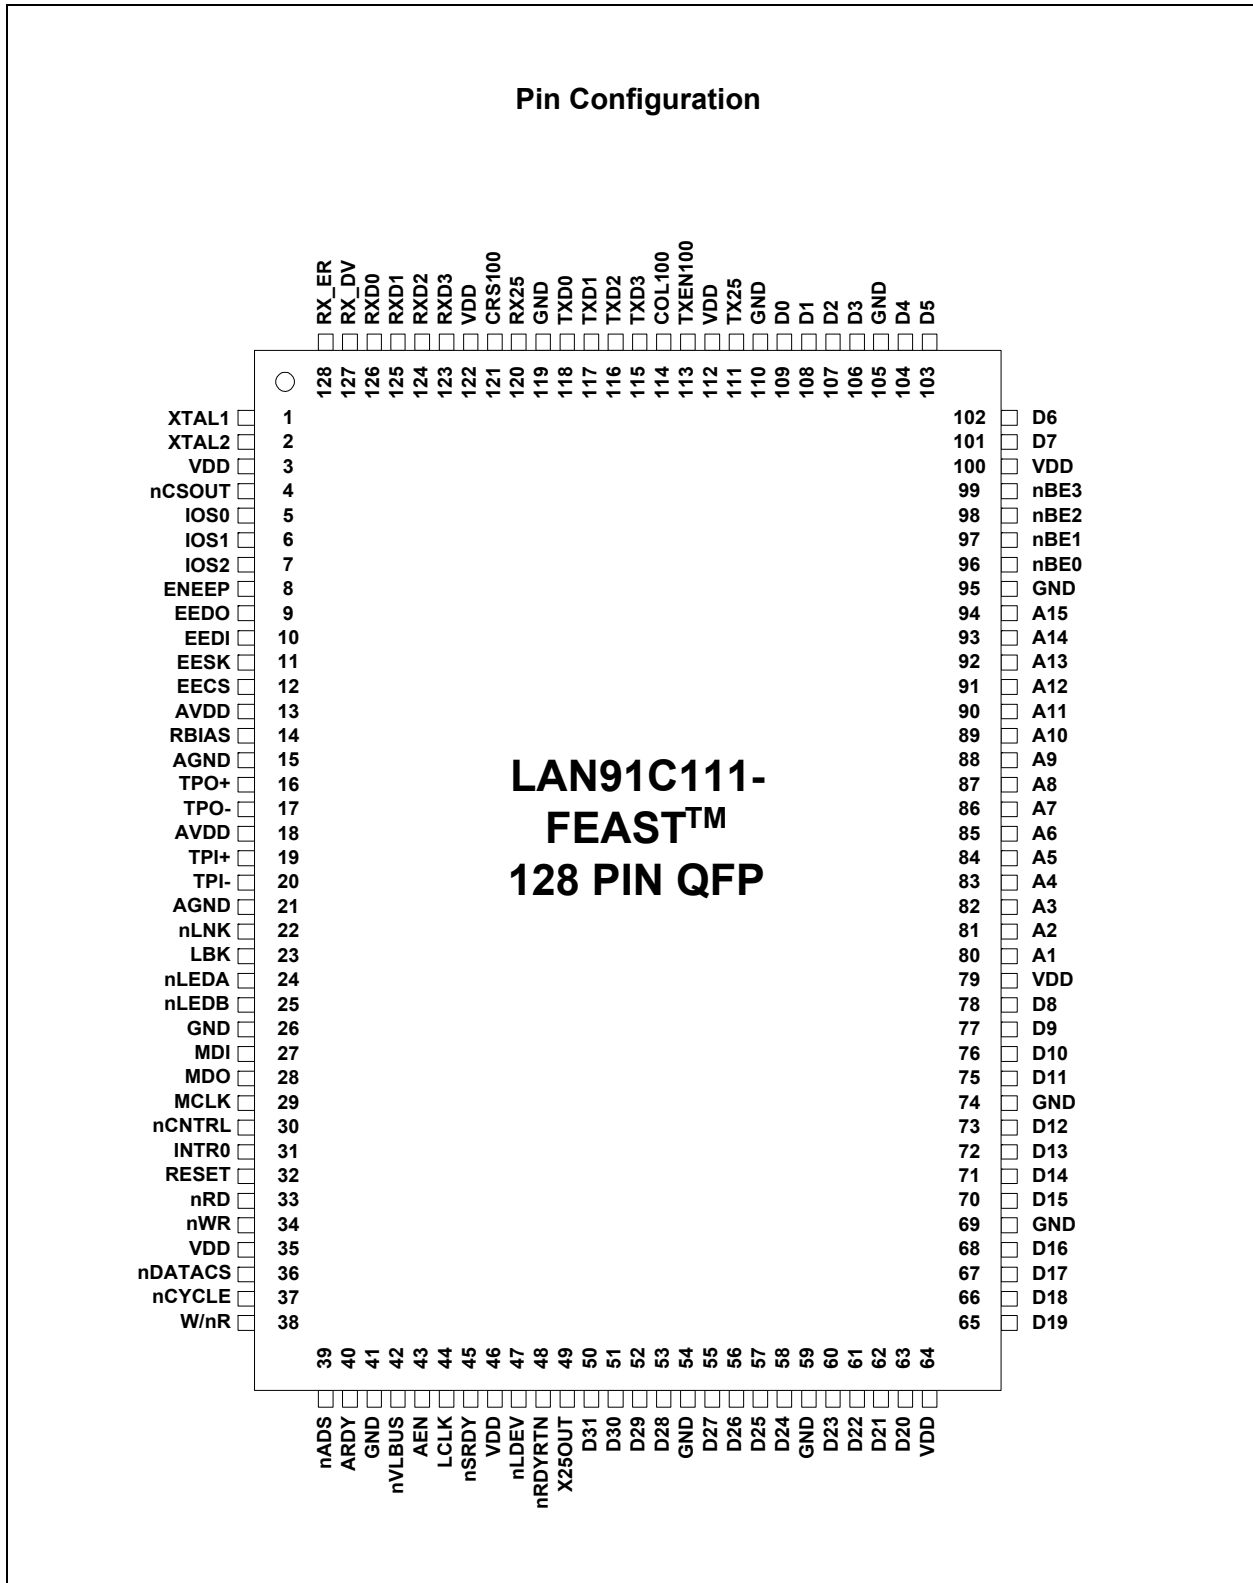 Pin Configuration
RX_ER RX_DV RXD0 RXD1 RXD2 RXD3 VDD CRS100 RX25 GND TXD0 TXD1 TXD2 TXD3 COL100 TXEN100 VDD TX25 GND D0 D1 D2 D3 GND D4 D5
128 127 126 125 124 123 122 121 120 119 118 117 116 115 114 113 112 111 110 109 108 107 106 105 104 103
XTAL1 1 102 D6
XTAL2 2 101 D7
VDD 3 100 VDD
nCSOUT 4 99 nBE3
IOS0 5 98 nBE2
IOS1 6 97 nBE1
IOS2 7 96 nBE0
ENEEP 8 95 GND
EEDO 9 94 A15
EEDI 10 93 A14
EESK 11 92 A13
EECS 12 91 A12
AVDD 13 90 A11
RBIAS 14 89 A10
AGND 15 88 A9
TPO+ 16 87 A8
TPO- 17 86 A7
AVDD 18 85 A6
TPI+ 19 84 A5
TPI- 20 83 A4
AGND 21 82 A3
nLNK 22 81 A2
LBK 23 80 A1
nLEDA 24 79 VDD
nLEDB 25 78 D8
GND 26 77 D9
MDI 27 76 D10
MDO 28 75 D11
MCLK 29 74 GND
nCNTRL 30 73 D12
INTR0 31 72 D13
RESET 32 71 D14
nRD 33 70 D15
nWR 34 69 GND
VDD 35 68 D16
nDATACS 36 67 D17
nCYCLE 37 66 D18
W/nR 38 65 D19
LAN91C111-
FEAST™
128 PIN QFP
39 40 41 42 43 44 45 46 47 48 49 50 51 52 53 54 55 56 57 58 59 60 61 62 63 64
nADS ARDY GND nVLBUS AEN LCLK nSRDY VDD nLDEV nRDYRTN X25OUT D31 D30 D29 D28 GND D27 D26 D25 D24 GND D23 D22 D21 D20 VDD